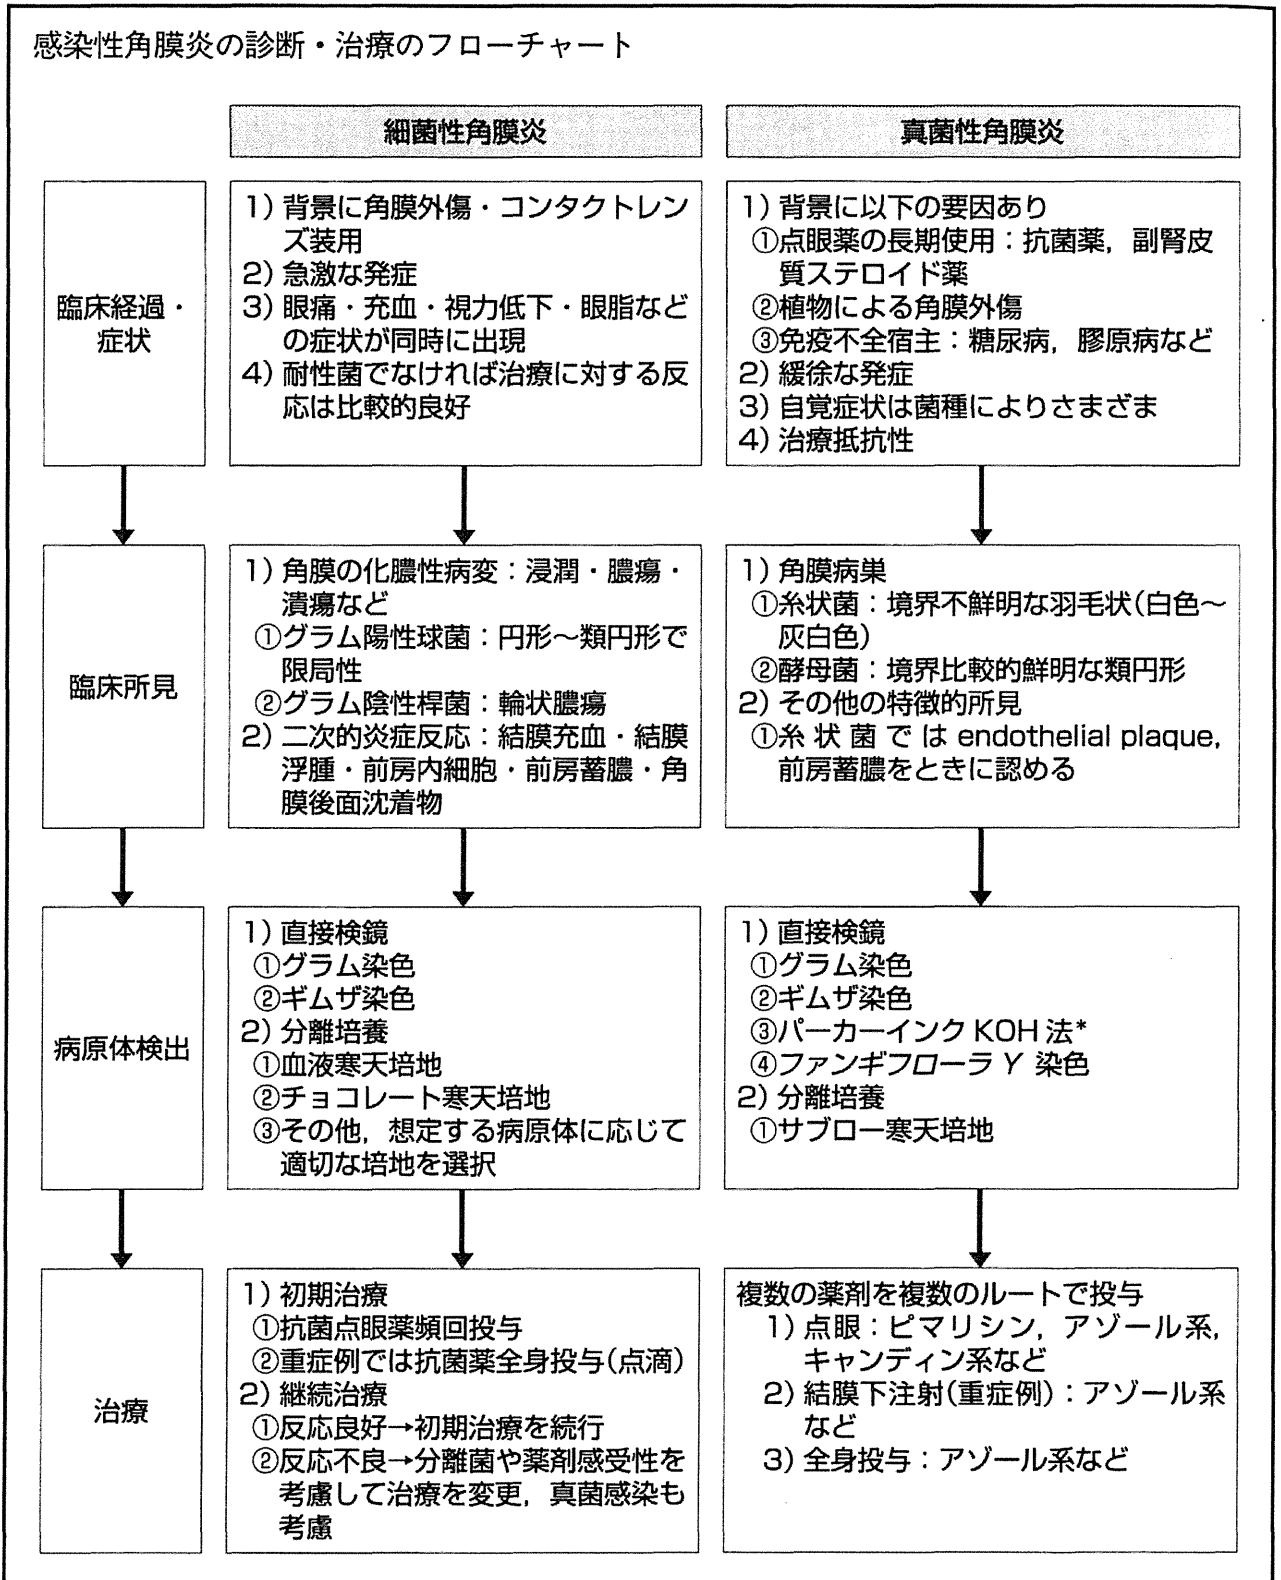 感染性角膜炎の診断・治療のフローチャート
細菌性角膜炎
真菌性角膜炎
臨床経過・
症状
1) 背景に角膜外傷・コンタクトレン
ズ装用
2) 急激な発症
3) 眼痛・充血・視力低下・眼脂など
の症状が同時に出現
4) 耐性菌でなければ治療に対する反
応は比較的良好
1) 背景に以下の要因あり
①点眼薬の長期使用：抗菌薬，副腎皮
質ステロイド薬
②植物による角膜外傷
③免疫不全宿主：糖尿病，膠原病など
2) 緩徐な発症
3) 自覚症状は菌種によりさまざま
4) 治療抵抗性
臨床所見
1) 角膜の化膿性病変：浸潤・膿瘍・
潰瘍など
①グラム陽性球菌：円形〜類円形で
限局性
②グラム陰性桿菌：輪状膿瘍
2) 二次的炎症反応：結膜充血・結膜
浮腫・前房内細胞・前房蓄膿・角
膜後面沈着物
1) 角膜病巣
①糸状菌：境界不鮮明な羽毛状(白色〜
灰白色)
②酵母菌：境界比較的鮮明な類円形
2) その他の特徴的所見
①糸状菌では endothelial plaque,
前房蓄膿をときに認める
病原体検出
1) 直接検鏡
①グラム染色
②ギムザ染色
2) 分離培養
①血液寒天培地
②チョコレート寒天培地
③その他，想定する病原体に応じて
適切な培地を選択
1) 直接検鏡
①グラム染色
②ギムザ染色
③パーカーインク KOH 法*
④ファンギフローラ Y 染色
2) 分離培養
①サブロー寒天培地
治療
1) 初期治療
①抗菌点眼薬頻回投与
②重症例では抗菌薬全身投与(点滴)
2) 継続治療
①反応良好→初期治療を続行
②反応不良→分離菌や薬剤感受性を
考慮して治療を変更，真菌感染も
考慮
複数の薬剤を複数のルートで投与
1) 点眼：ピマリシン，アゾール系，
キャンディン系など
2) 結膜下注射(重症例)：アゾール系
など
3) 全身投与：アゾール系など